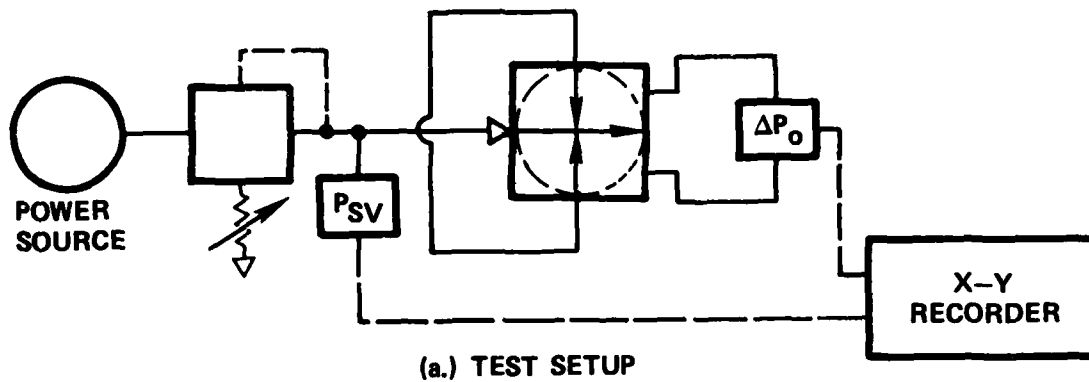 POWER
SOURCE
PSV
ΔPo
X–Y
RECORDER
(a.) TEST SETUP